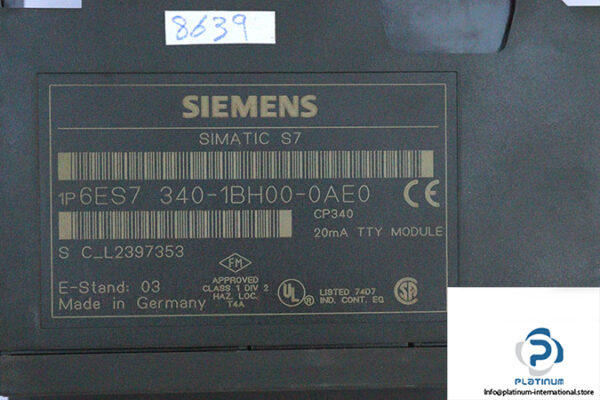 8639
SIEMENS
SIMATIC S7
1P 6ES7 340-1BH00-0AE0 CE
CP340
20mA TTY MODULE
S C_L2397353
E-Stand: 03
Made in Germany
FM
APPROVED
CLASS 1 DIV 2
HAZ. LOC.
T4A
UL
LISTED 74D7
IND. CONT. EQ
SA
PLATINUM
Info@platinum-international.store